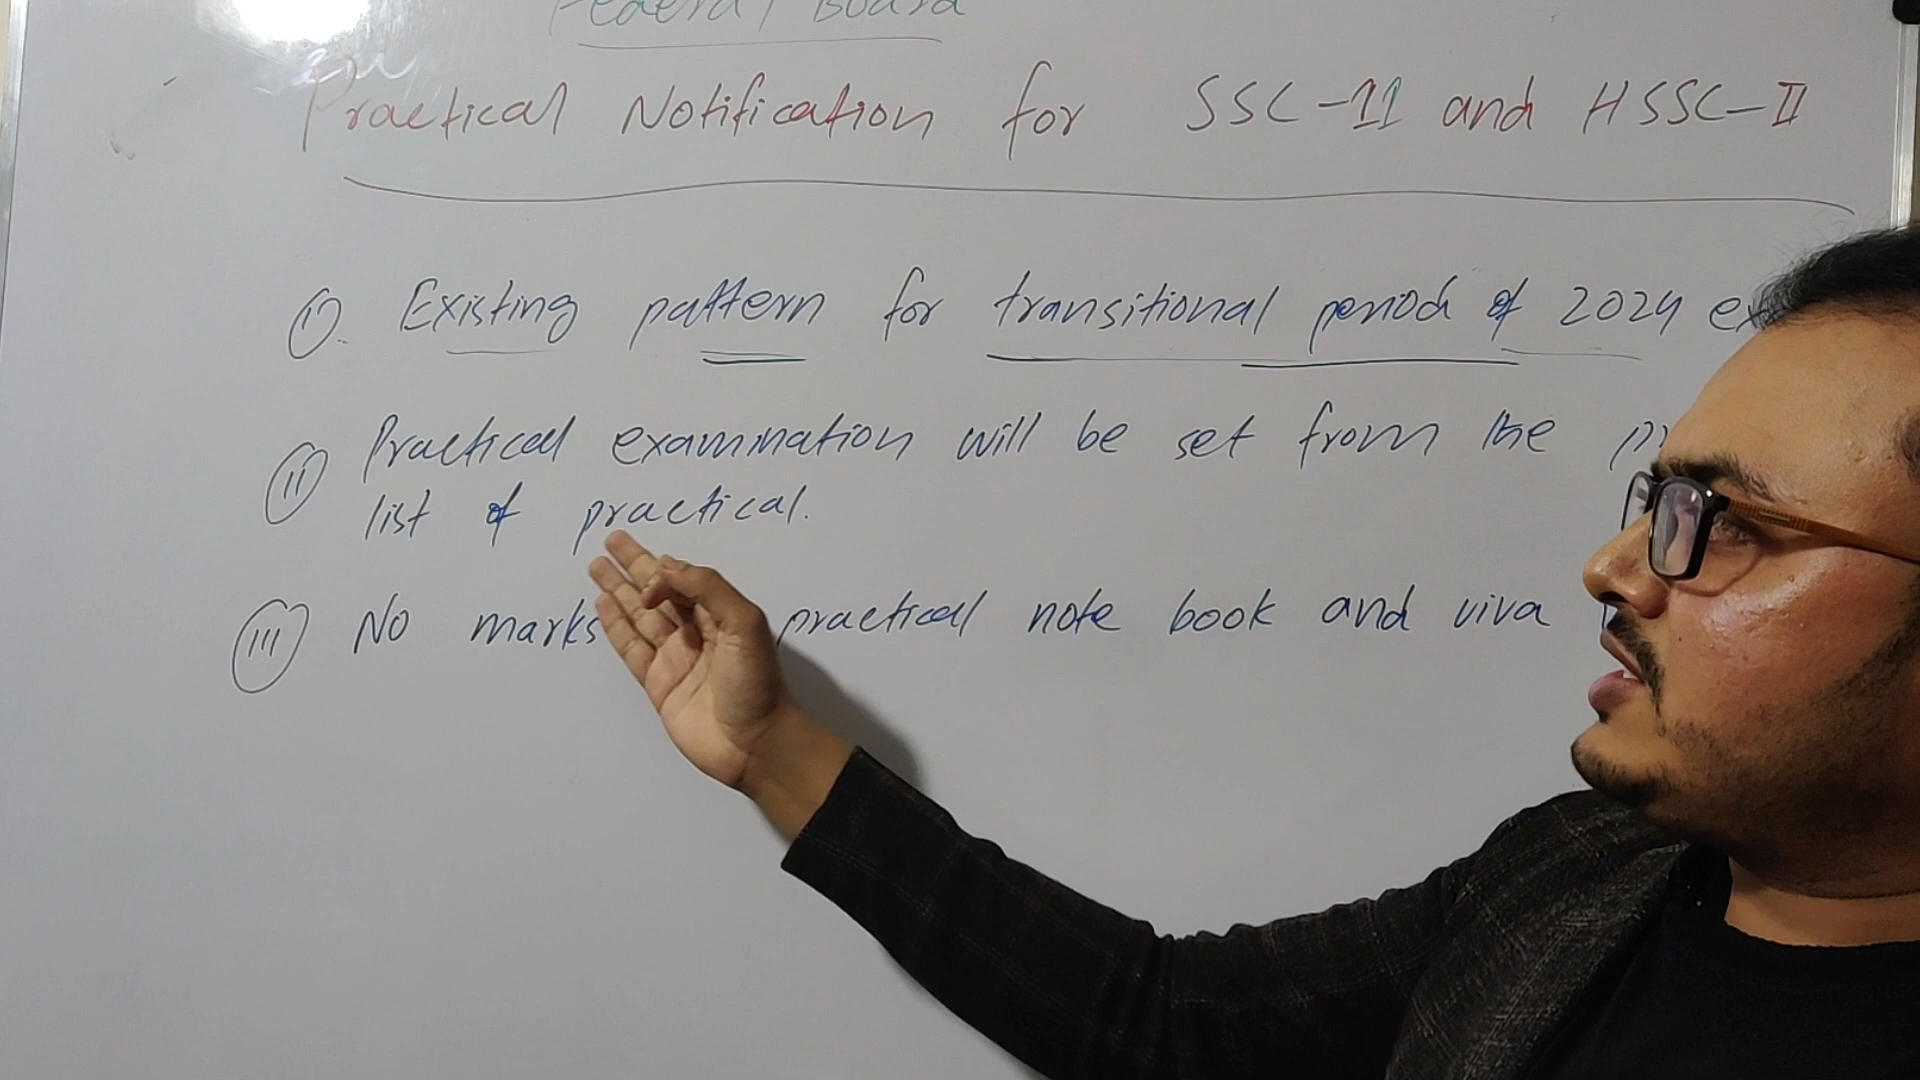 Federal Board
Practical Notification for SSC-11 and HSSC-II
(i). Existing pattern for transitional period of 2024
(ii) Practical examination will be set from the
list of practical.
(iii) No marks practical note book and viva